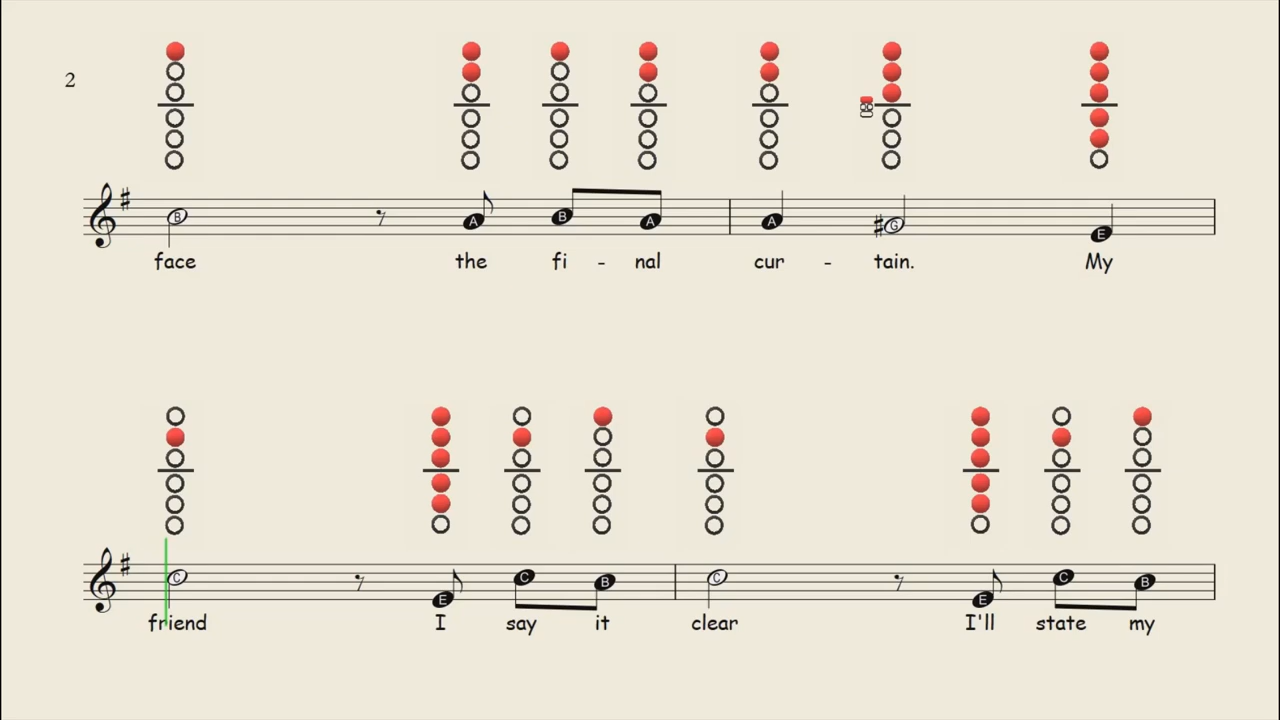 2
B A B A A G E
face the fi - nal cur - tain. My
C E C B C E C B
friend I say it clear I'll state my